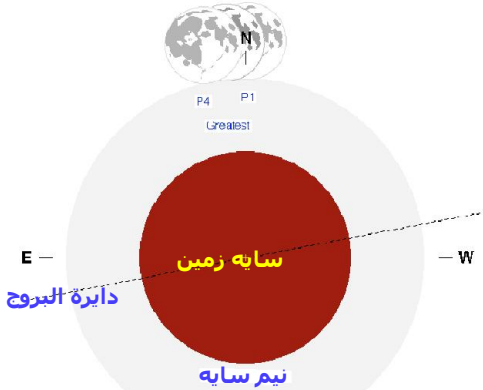 N
P4 P1
Greatest
سایه زمین
E W
دایرة البروج
نیم سایه